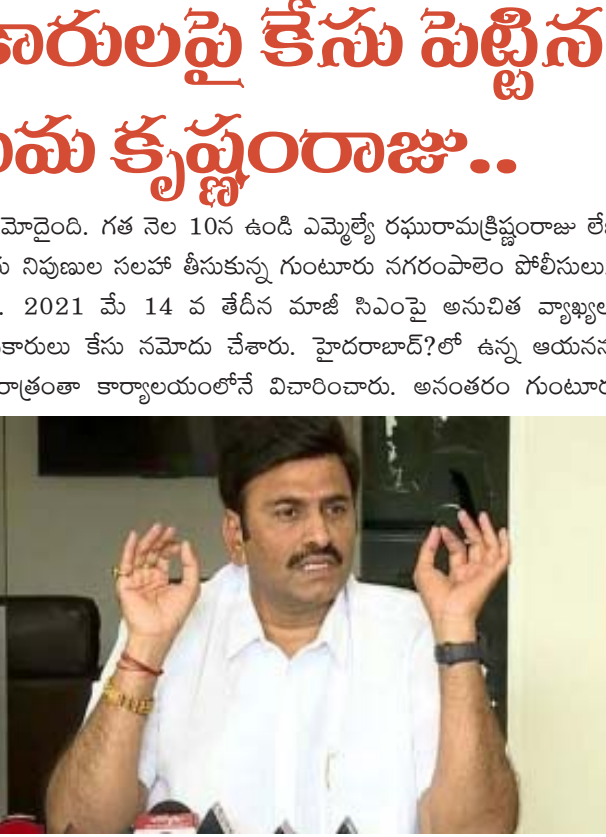 కారులపై కేసు పెట్టిన
కృష్ణంరాజు..
మోదైంది. గత నెల 10న ఉండి ఎమ్మెల్యే రఘురామక్రిష్ణంరాజు
నిపుణుల సలహా తీసుకున్న గుంటూరు నగరంపాలెం పోలీసులు.
. 2021 మే 14 వ తేదీన మాజీ సిఎంపై అనుచిత వ్యాఖ్యల
కారులు కేసు నమోదు చేశారు. హైదరాబాద్?లో ఉన్న ఆయనను
రాత్రంతా కార్యాలయంలోనే విచారించారు. అనంతరం గుంటూరు